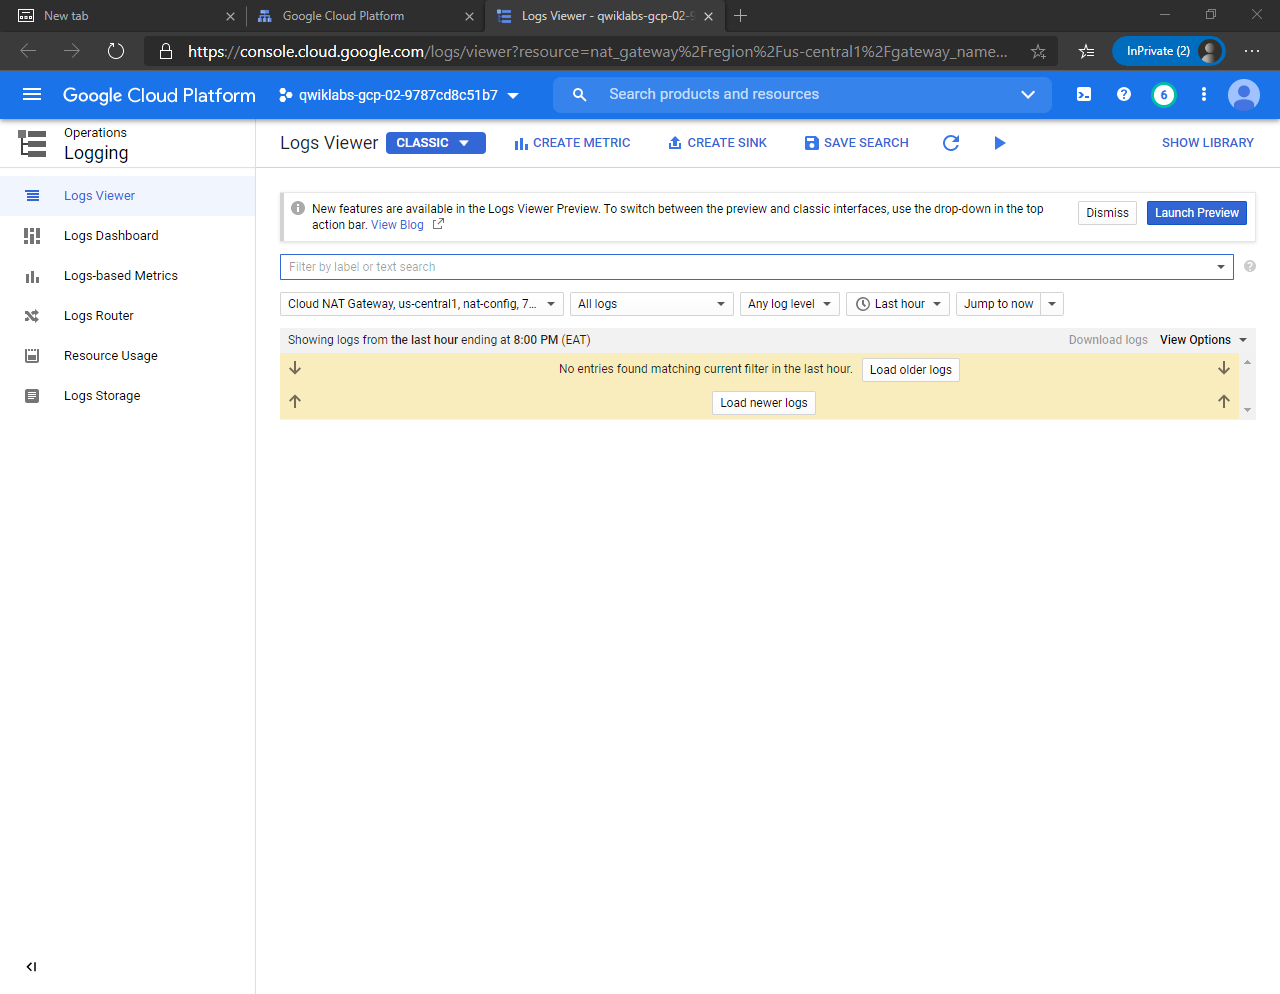 New tab
Google Cloud Platform
Logs Viewer - qwiklabs-gcp-02-9
https://console.cloud.google.com/logs/viewer?resource=nat_gateway%2Fregion%2Fus-central1%2Fgateway_name...
InPrivate (2)
Google Cloud Platform
qwiklabs-gcp-02-9787cd8c51b7
Search products and resources
6
Operations
Logging
Logs Viewer
CLASSIC
CREATE METRIC
CREATE SINK
SAVE SEARCH
SHOW LIBRARY
Logs Viewer
Logs Dashboard
Logs-based Metrics
Logs Router
Resource Usage
Logs Storage
New features are available in the Logs Viewer Preview. To switch between the preview and classic interfaces, use the drop-down in the top
action bar. View Blog
Dismiss
Launch Preview
Filter by label or text search
Cloud NAT Gateway, us-central1, nat-config, 7...
All logs
Any log level
Last hour
Jump to now
Showing logs from the last hour ending at 8:00 PM (EAT)
Download logs
View Options
No entries found matching current filter in the last hour.
Load older logs
Load newer logs